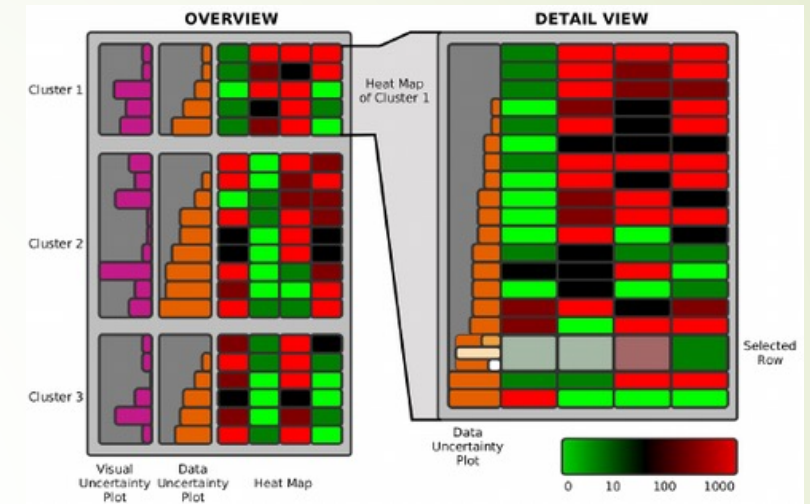 OVERVIEW
DETAIL VIEW
Cluster 1
Heat Map
of Cluster 1
Cluster 2
Cluster 3
Selected
Row
Visual
Uncertainty
Plot
Data
Uncertainty
Plot
Heat Map
Data
Uncertainty
Plot
0 10 100 1000